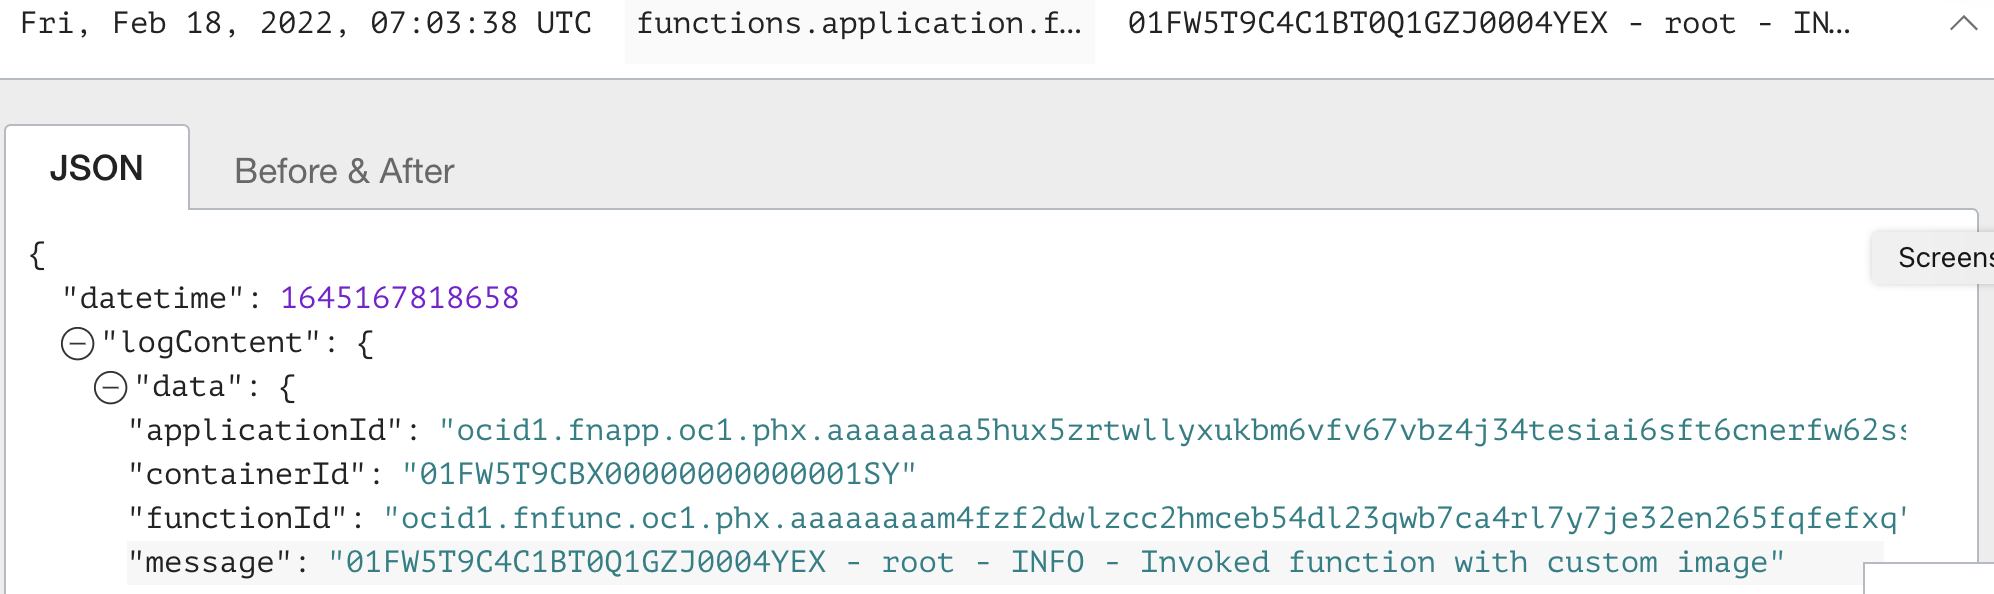 Fri, Feb 18, 2022, 07:03:38 UTC functions.application.f… 01FW5T9C4C1BT0Q1GZJ0004YEX - root - IN…
JSON Before & After
{
Screens
"datetime": 1645167818658
"logContent": {
"data": {
"applicationId": "ocid1.fnapp.oc1.phx.aaaaaaaa5hux5zrtwllyxukbm6vfv67vbz4j34tesiai6sft6cnerfw62ss
"containerId": "01FW5T9CBX00000000000001SY"
"functionId": "ocid1.fnfunc.oc1.phx.aaaaaaaam4fzf2dwlzcc2hmceb54dl23qwb7ca4rl7y7je32en265fqfefxq"
"message": "01FW5T9C4C1BT0Q1GZJ0004YEX - root - INFO - Invoked function with custom image"